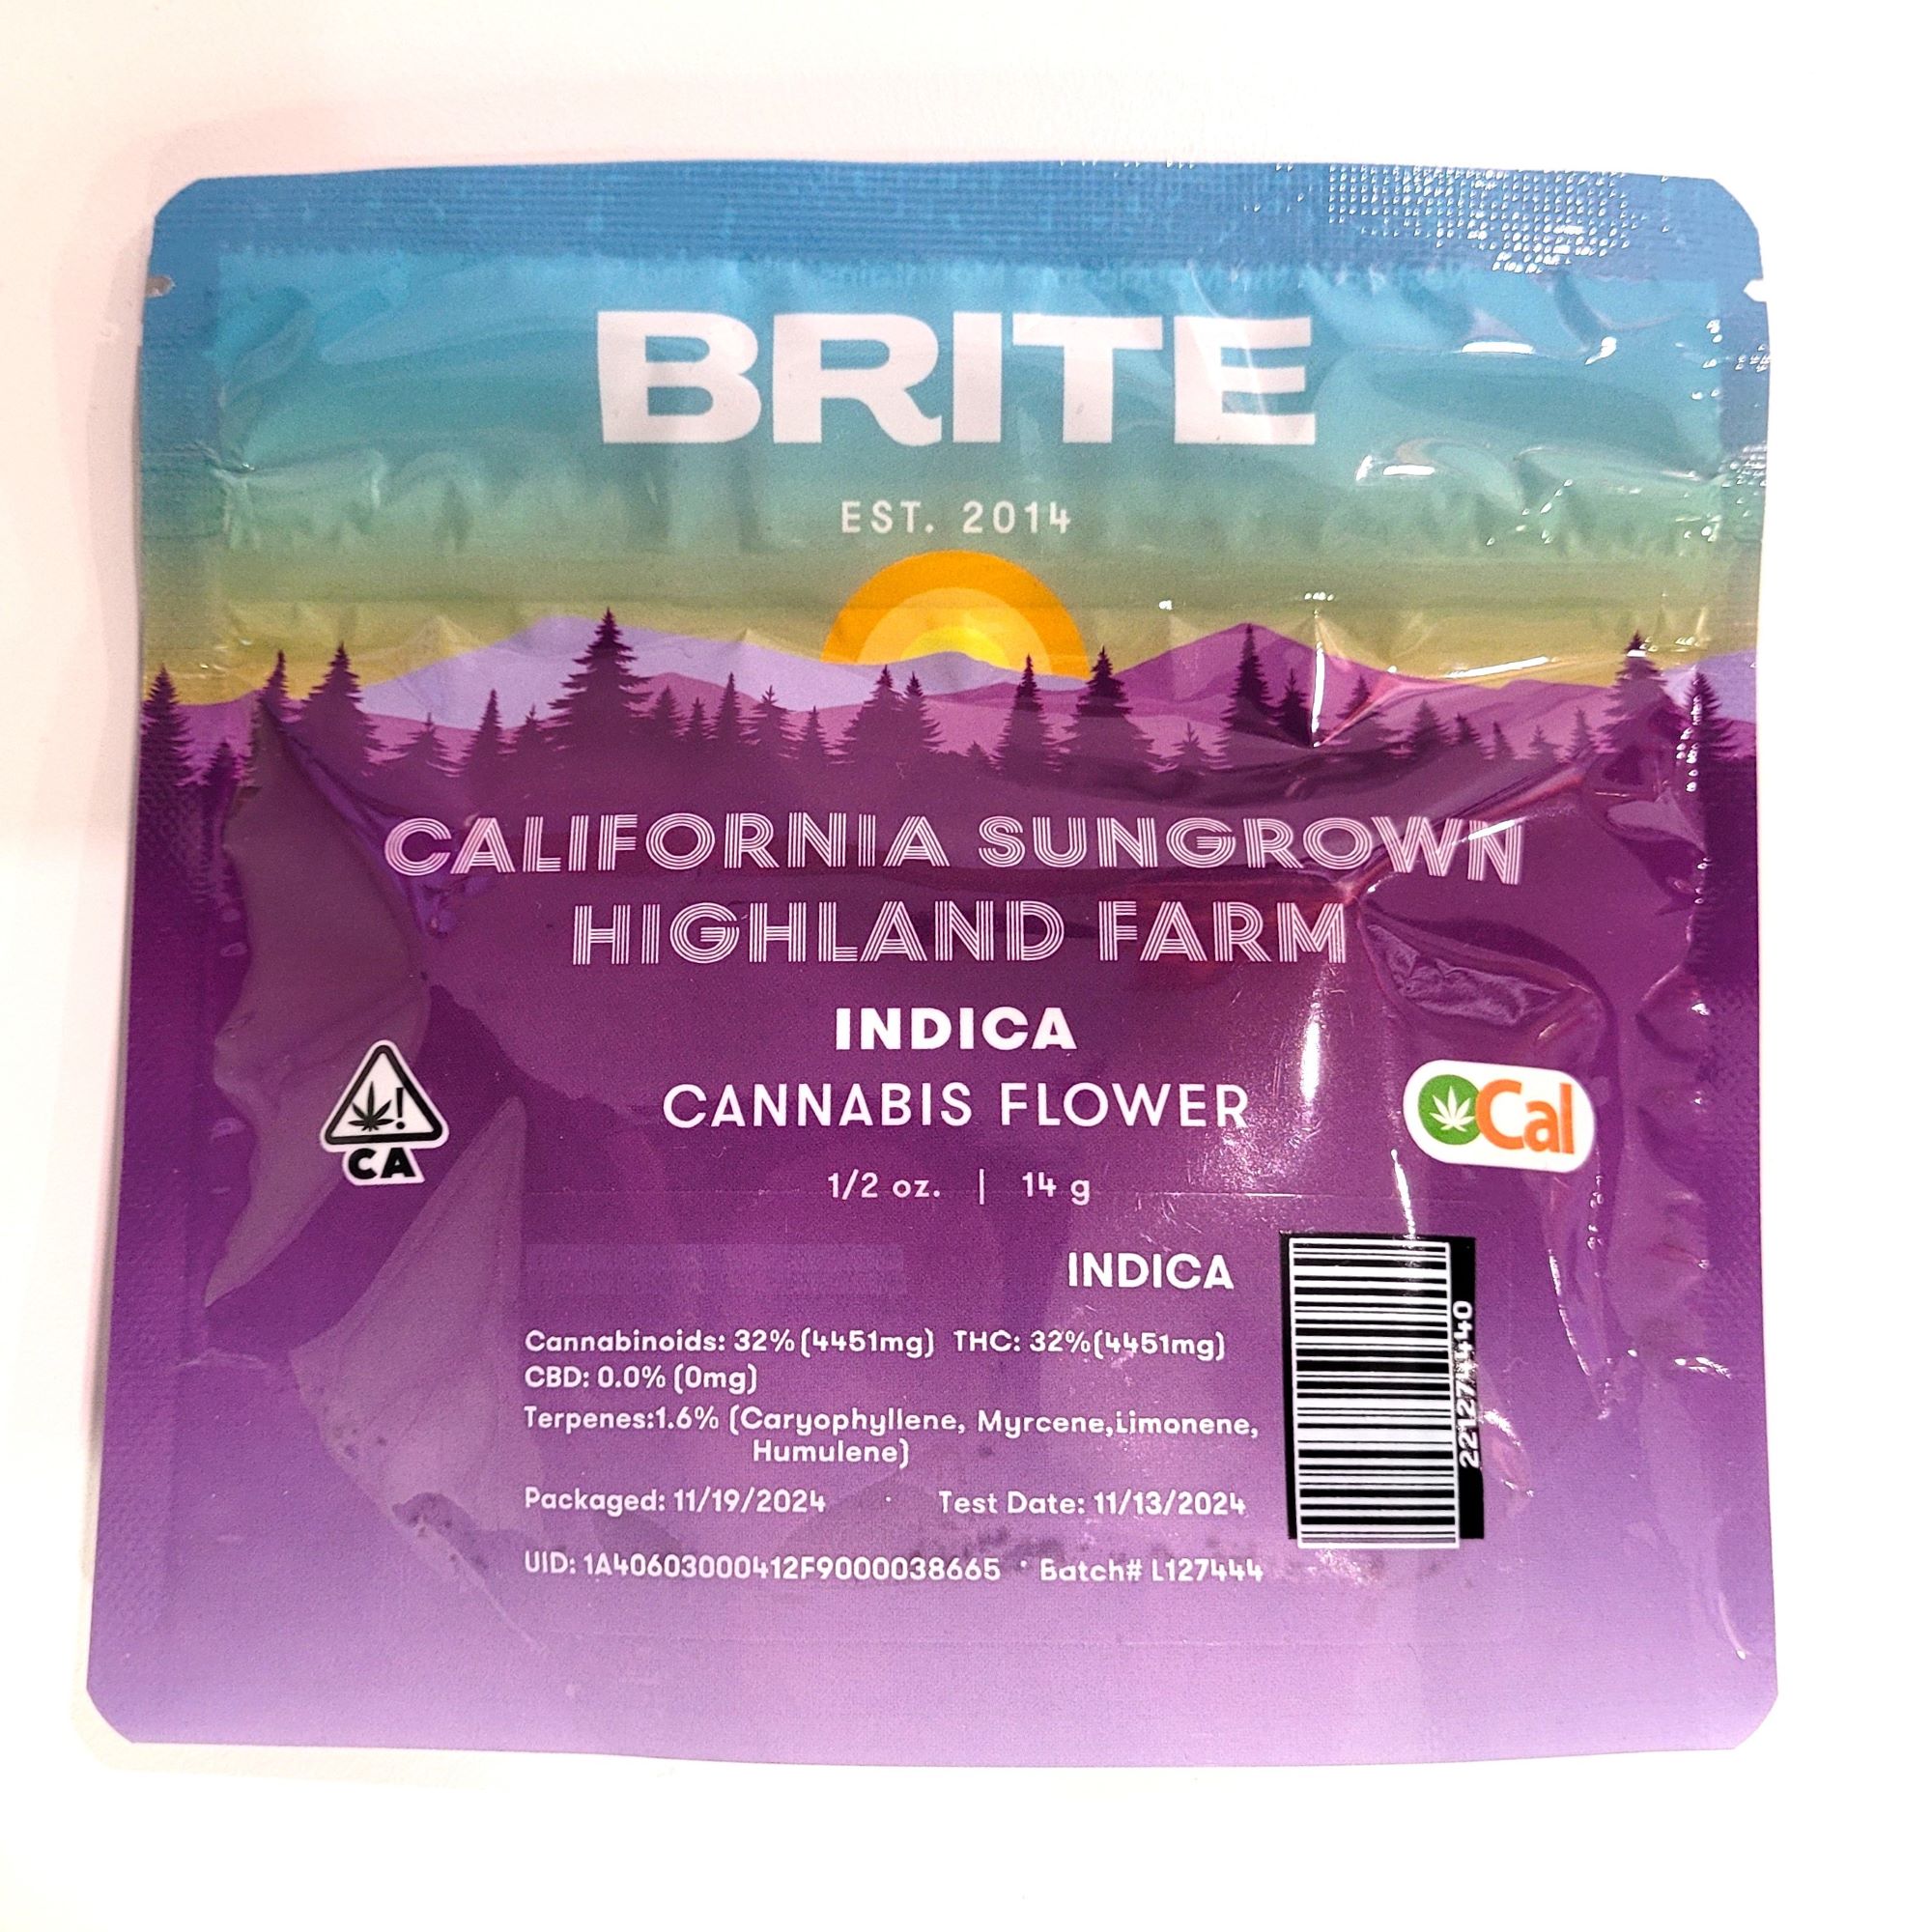 BRITE
EST. 2014
CALIFORNIA SUNGROWN
HIGHLAND FARM
INDICA
CANNABIS FLOWER
CA
OCal
1/2 oz. | 14 g
INDICA
Cannabinoids: 32% (4451mg) THC: 32%(4451mg)
CBD: 0.0% (0mg)
Terpenes:1.6% (Caryophyllene, Myrcene,Limonene,
Humulene)
Packaged: 11/19/2024 · Test Date: 11/13/2024
UID: 1A40603000412F9000038665 · Batch# L127444
2212744440